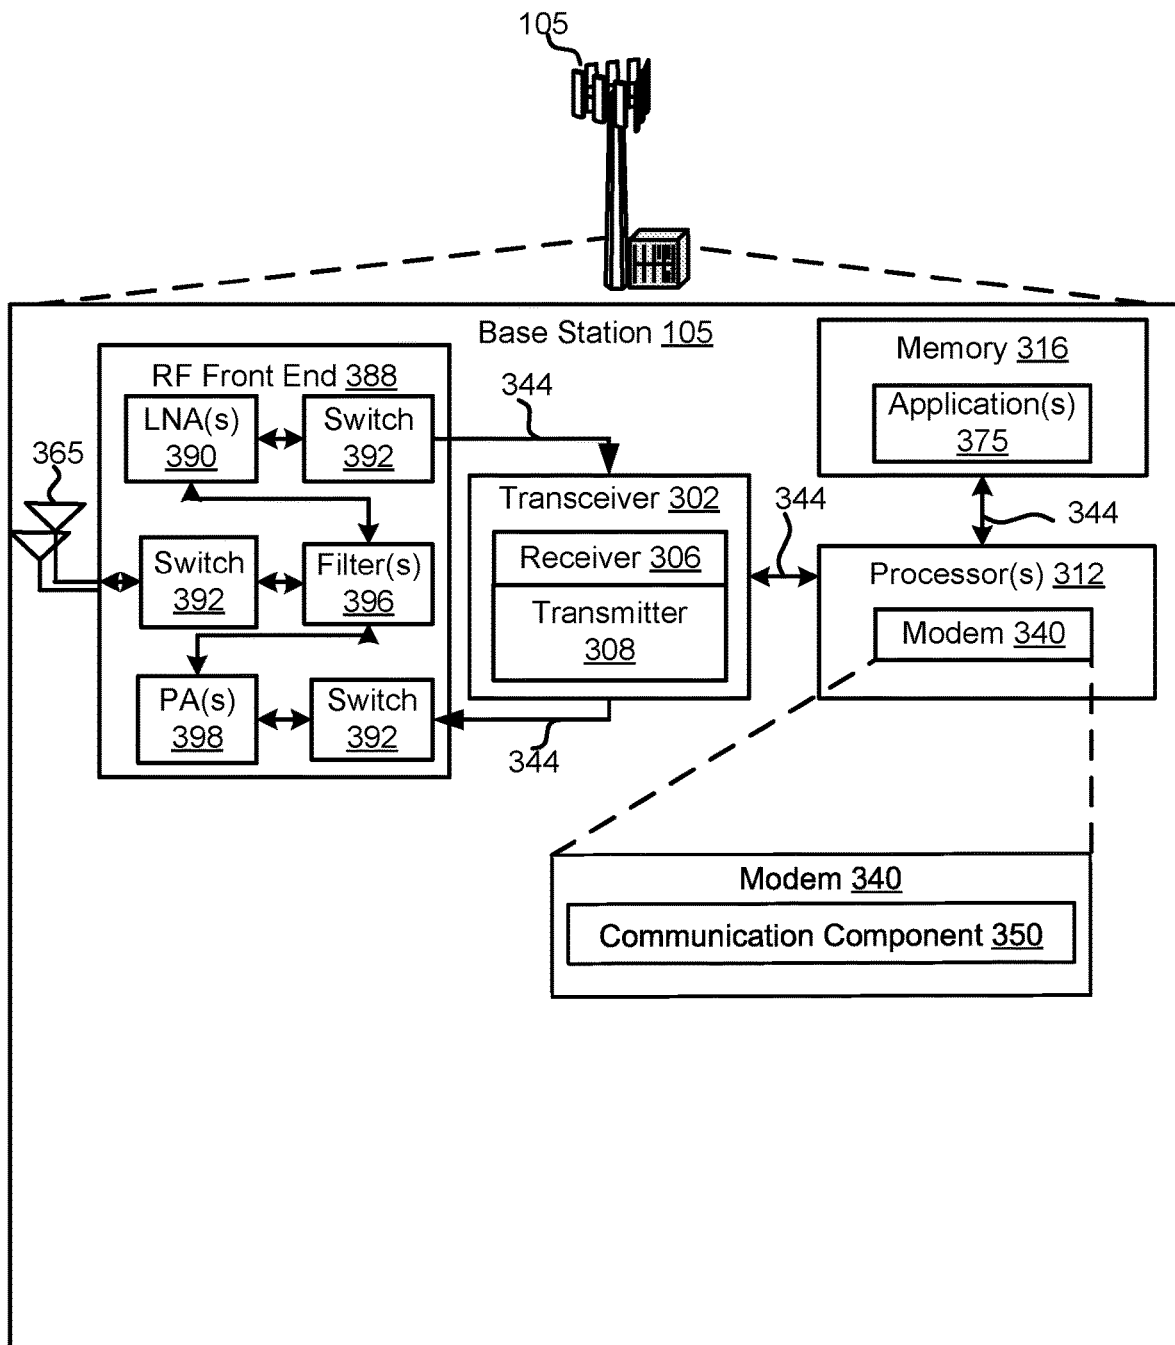 105
Base Station 105
RF Front End 388
LNA(s)
390
Switch
392
344
365
Switch
392
Filter(s)
396
PA(s)
398
Switch
392
344
Transceiver 302
Receiver 306
Transmitter
308
344
Memory 316
Application(s)
375
344
Processor(s) 312
Modem 340
Modem 340
Communication Component 350